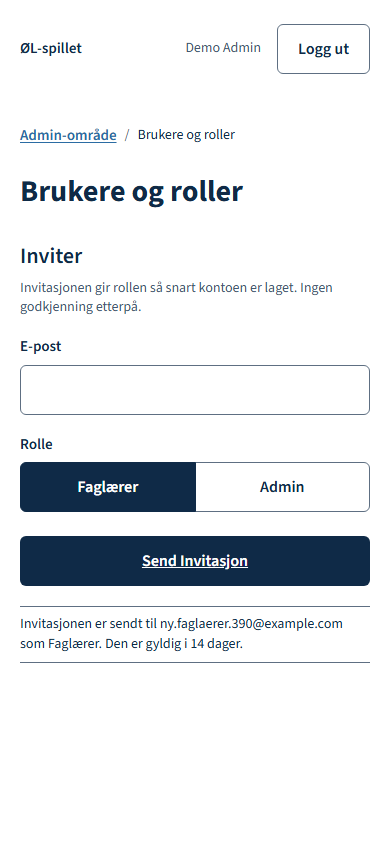 ØL-spillet
Demo Admin
Logg ut
Admin-område / Brukere og roller
Brukere og roller
Inviter
Invitasjonen gir rollen så snart kontoen er laget. Ingen
godkjenning etterpå.
E-post
Rolle
Faglærer
Admin
Send Invitasjon
Invitasjonen er sendt til ny.faglaerer.390@example.com
som Faglærer. Den er gyldig i 14 dager.